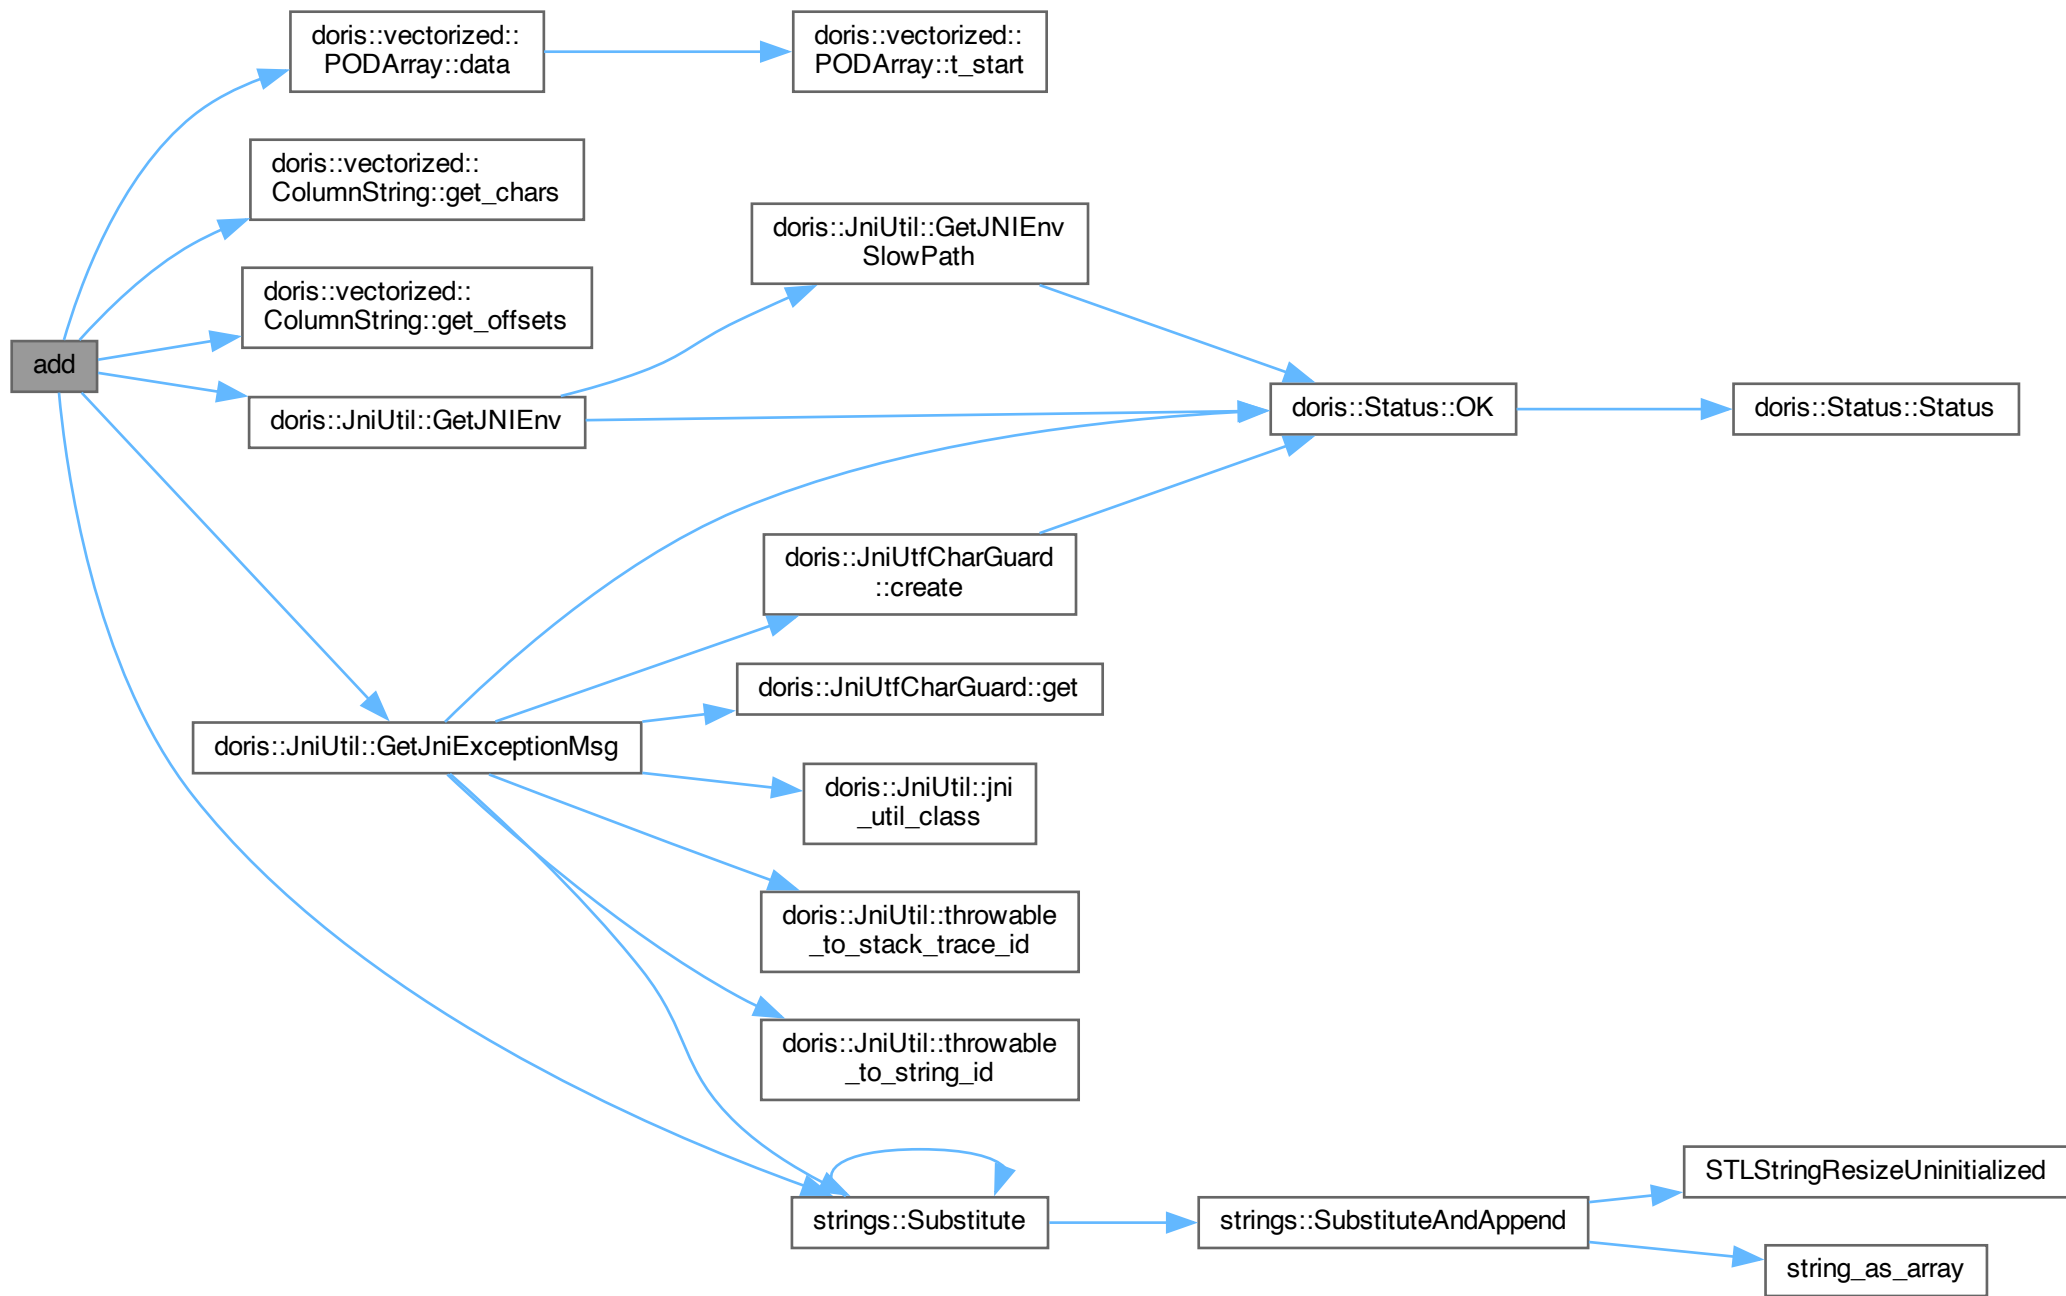 add
doris::vectorized::
PODArray::data
doris::vectorized::
PODArray::t_start
doris::vectorized::
ColumnString::get_chars
doris::vectorized::
ColumnString::get_offsets
doris::JniUtil::GetJNIEnv
doris::JniUtil::GetJNIEnv
SlowPath
doris::Status::OK
doris::Status::Status
doris::JniUtil::GetJniExceptionMsg
doris::JniUtfCharGuard
::create
doris::JniUtfCharGuard::get
doris::JniUtil::jni
_util_class
doris::JniUtil::throwable
_to_stack_trace_id
doris::JniUtil::throwable
_to_string_id
strings::Substitute
strings::SubstituteAndAppend
STLStringResizeUninitialized
string_as_array